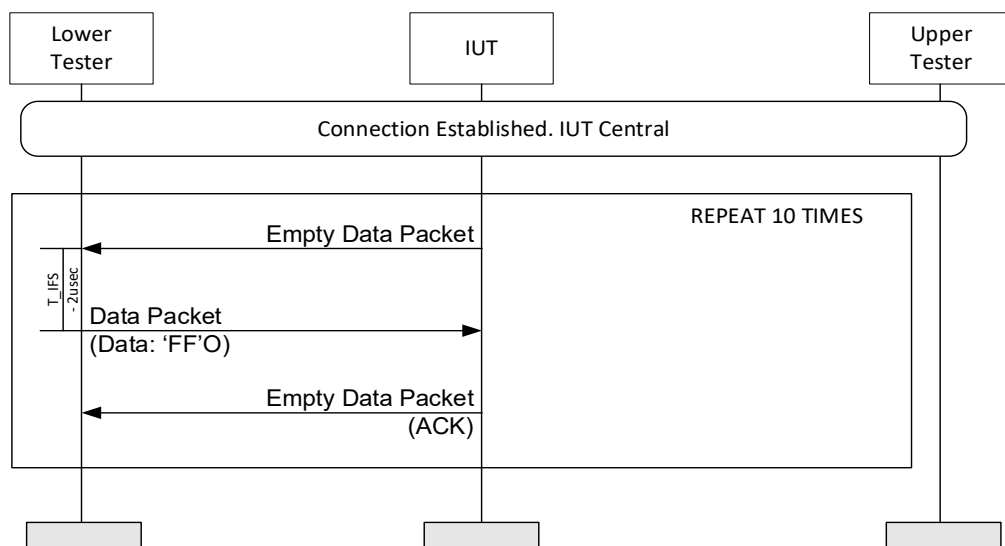 Lower
Tester
IUT
Upper
Tester
Connection Established. IUT Central
REPEAT 10 TIMES
Empty Data Packet
T_IFS
- 2usec
Data Packet
(Data: ‘FF’O)
Empty Data Packet
(ACK)